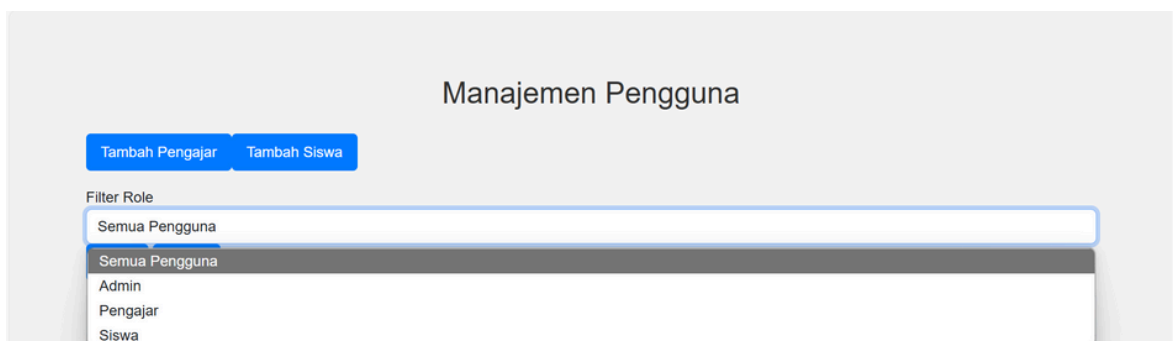 Manajemen Pengguna
Tambah Pengajar Tambah Siswa
Filter Role
Semua Pengguna
Semua Pengguna
Admin
Pengajar
Siswa